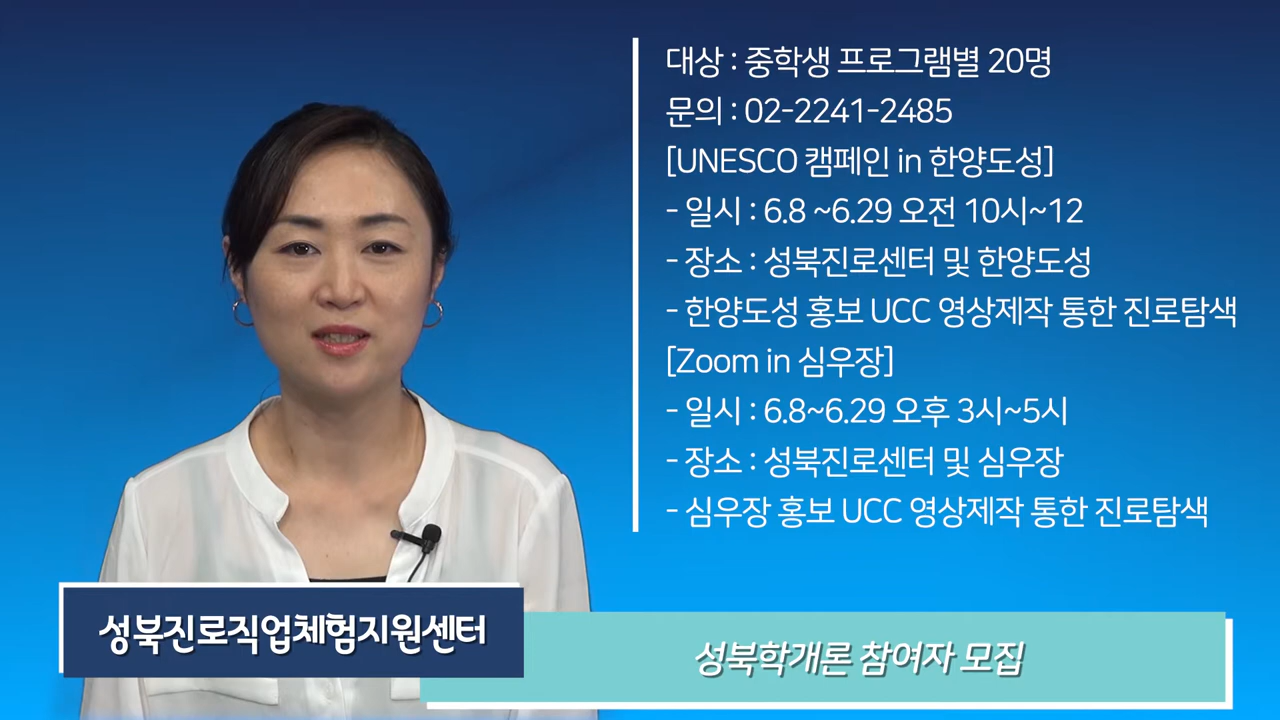 대상 : 중학생 프로그램별 20명
문의 : 02-2241-2485
[UNESCO 캠페인 in 한양도성]
- 일시 : 6.8 ~6.29 오전 10시~12
- 장소 : 성북진로센터 및 한양도성
- 한양도성 홍보 UCC 영상제작 통한 진로탐색
[Zoom in 심우장]
- 일시 : 6.8~6.29 오후 3시~5시
- 장소 : 성북진로센터 및 심우장
- 심우장 홍보 UCC 영상제작 통한 진로탐색
성북진로직업체험지원센터
성북학개론 참여자 모집